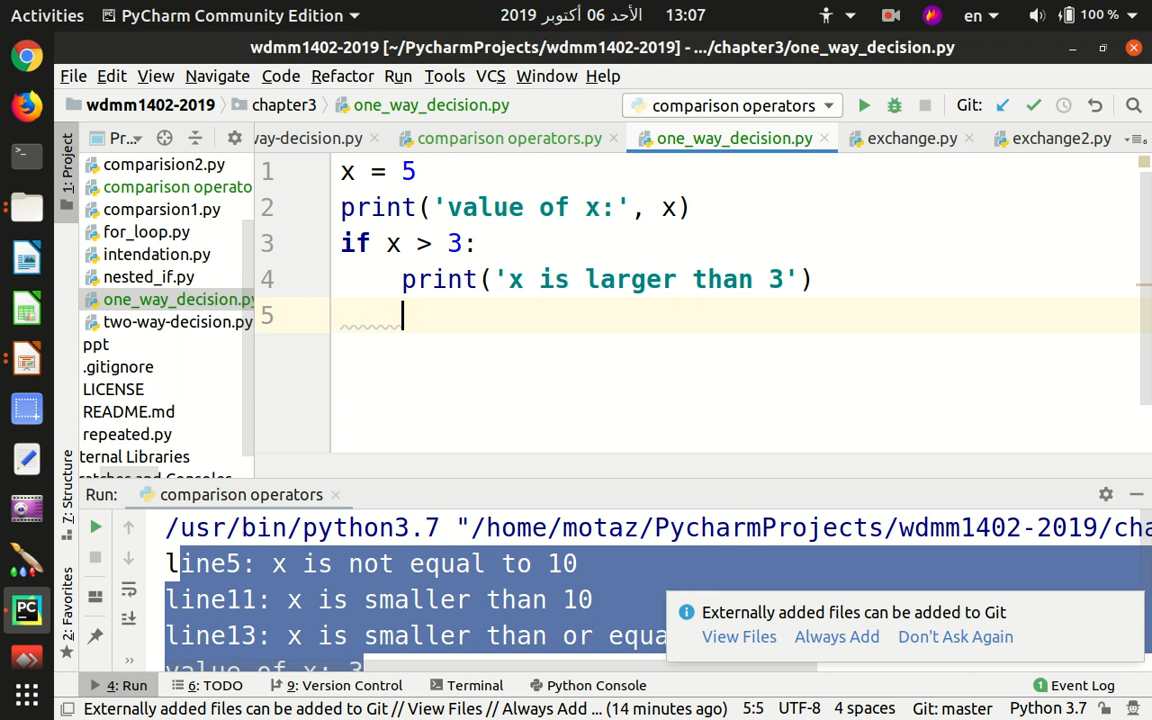 Activities PyCharm Community Edition 2019 الأحد 06 أكتوبر 13:07 en 100 %
wdmm1402-2019 [~/PycharmProjects/wdmm1402-2019] - .../chapter3/one_way_decision.py
File Edit View Navigate Code Refactor Run Tools VCS Window Help
wdmm1402-2019 chapter3 one_way_decision.py comparison operators Git:
1: Project
Pr... way-decision.py comparison operators.py one_way_decision.py exchange.py exchange2.py
comparision2.py
comparison operato
comparsion1.py
for_loop.py
intendation.py
nested_if.py
one_way_decision.py
two-way-decision.py
ppt
.gitignore
LICENSE
README.md
repeated.py
ternal Libraries
1 x = 5
2 print('value of x:', x)
3 if x > 3:
4 print('x is larger than 3')
5
7: Structure
2: Favorites
Run: comparison operators
/usr/bin/python3.7 "/home/motaz/PycharmProjects/wdmm1402-2019/cha
line5: x is not equal to 10
line11: x is smaller than 10
line13: x is smaller than or equa
value of x: 3
Externally added files can be added to Git
View Files Always Add Don't Ask Again
4: Run 6: TODO 9: Version Control Terminal Python Console 1 Event Log
Externally added files can be added to Git // View Files // Always Add ... (14 minutes ago) 5:5 UTF-8 4 spaces Git: master Python 3.7